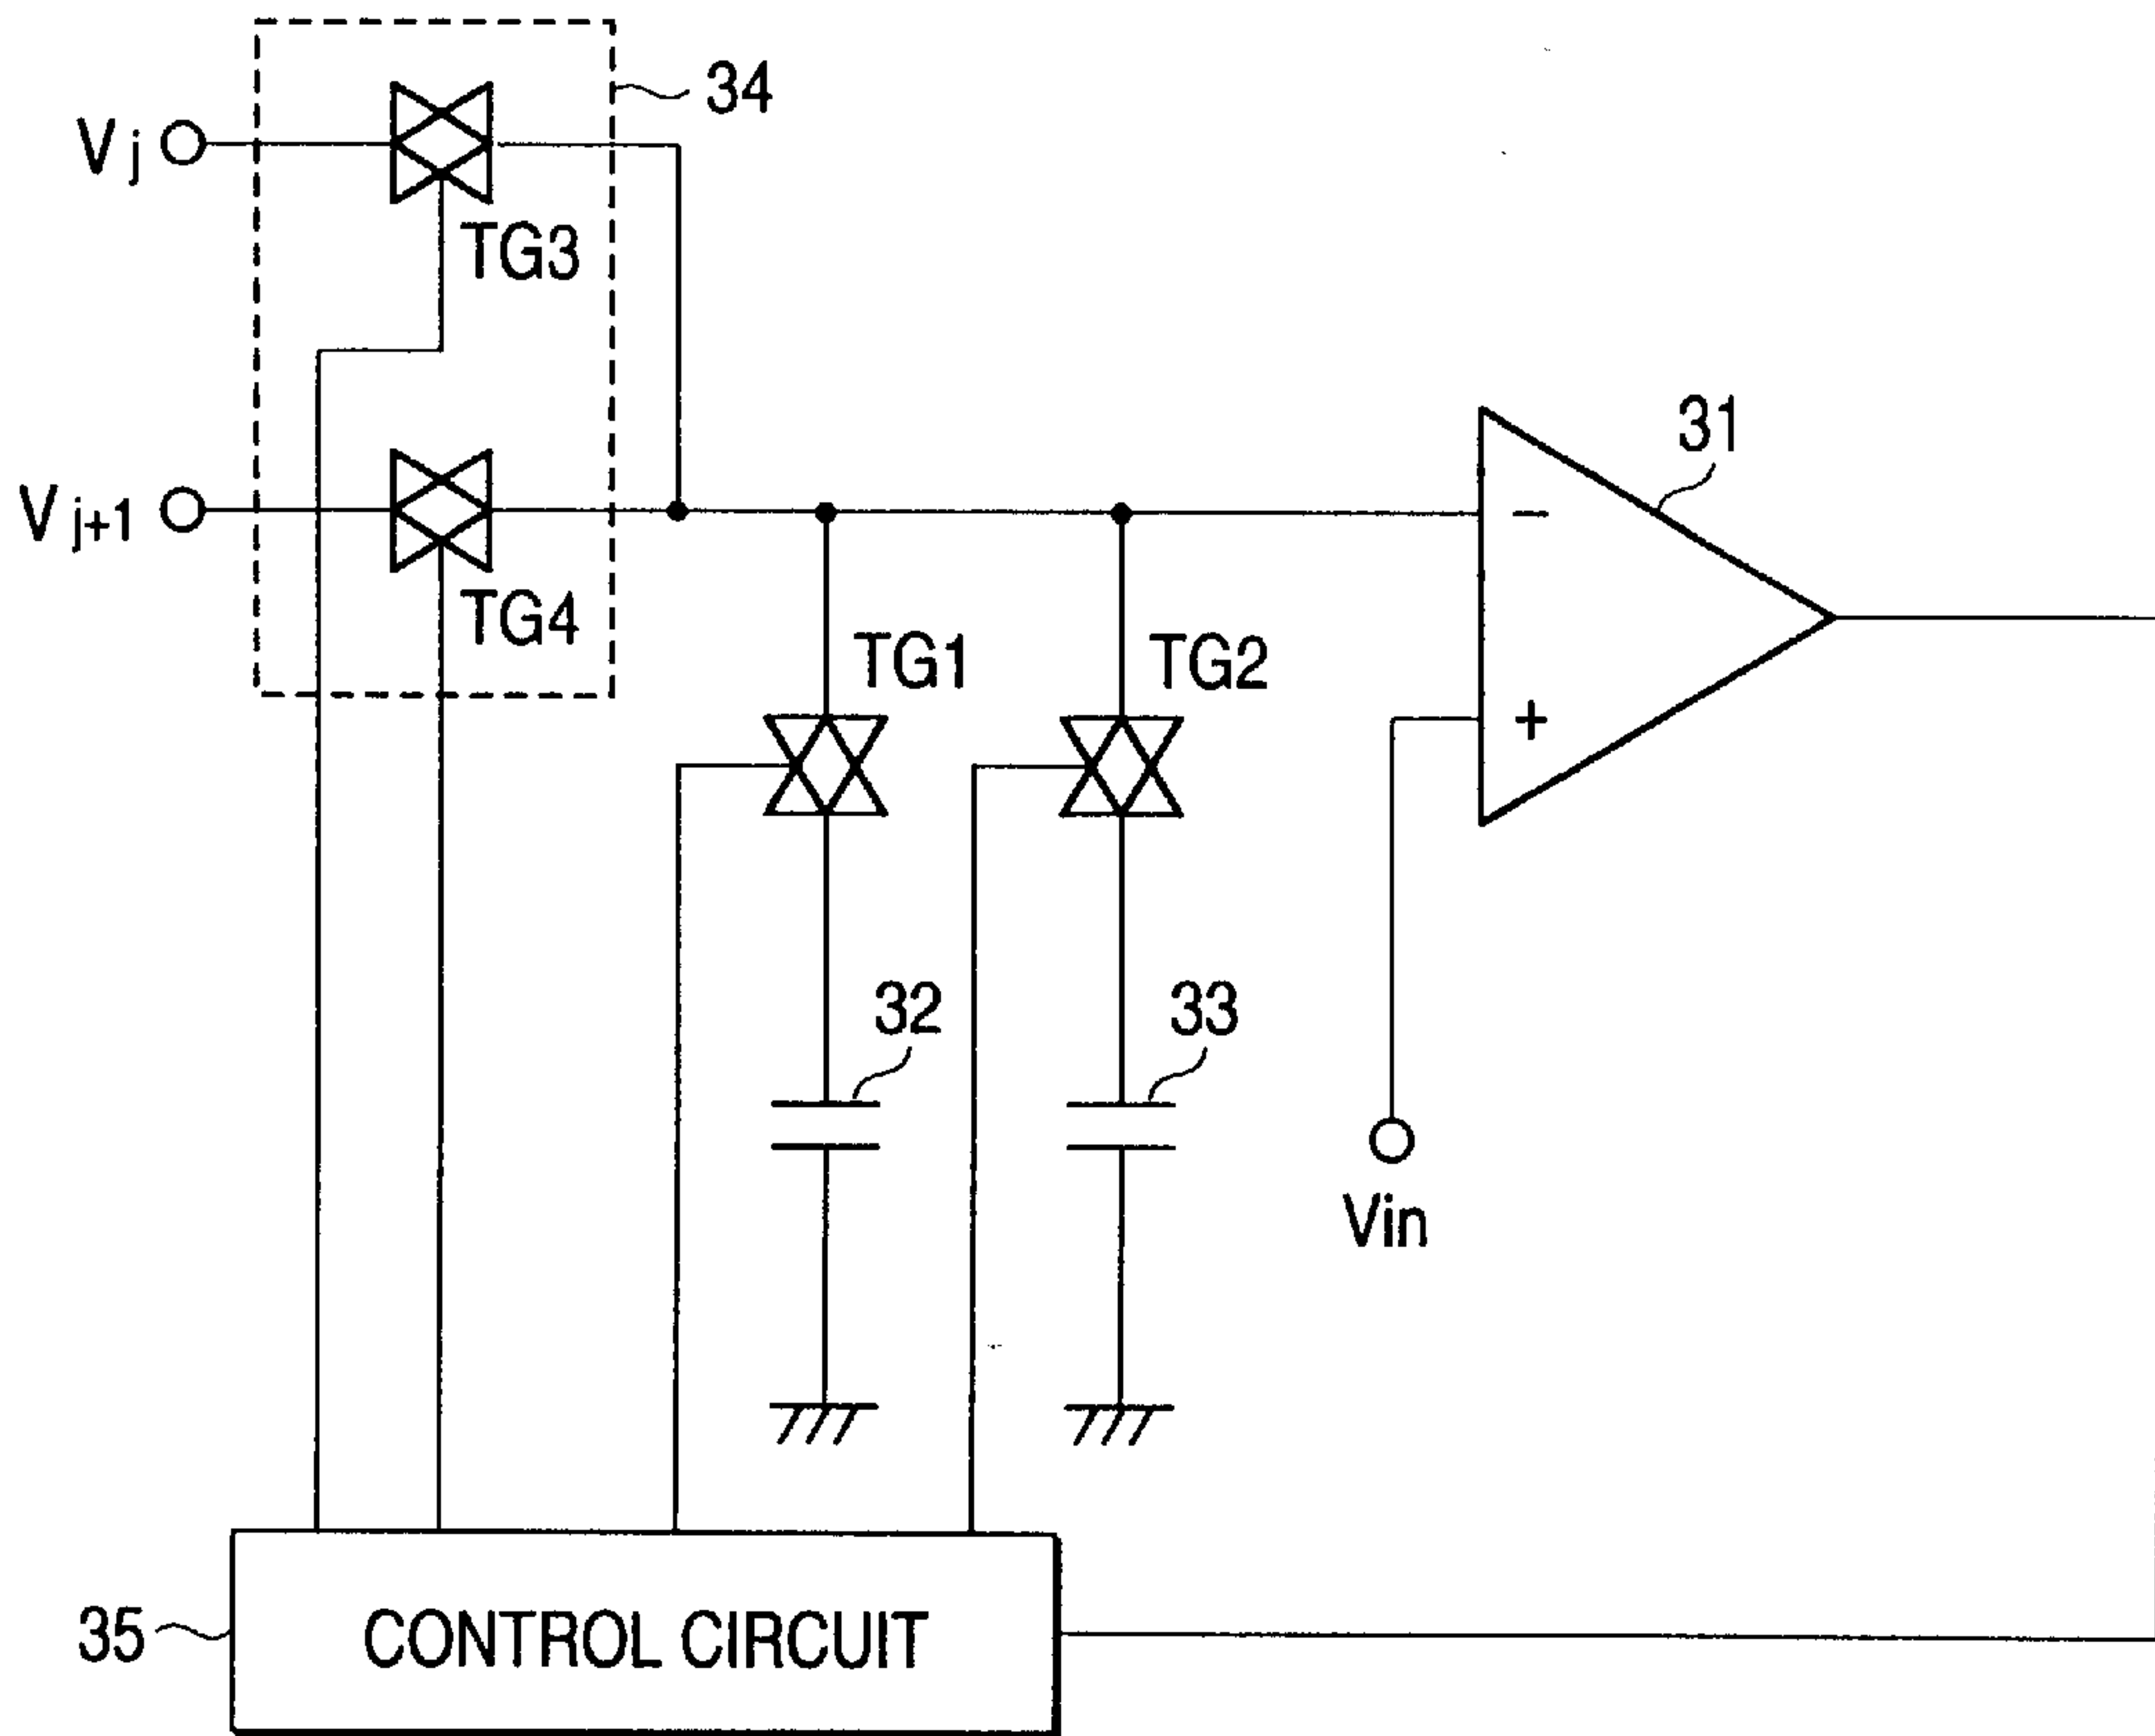 34
Vj
TG3
31
Vj+1
−
TG4
TG1
TG2
+
32
33
Vin
35
CONTROL CIRCUIT